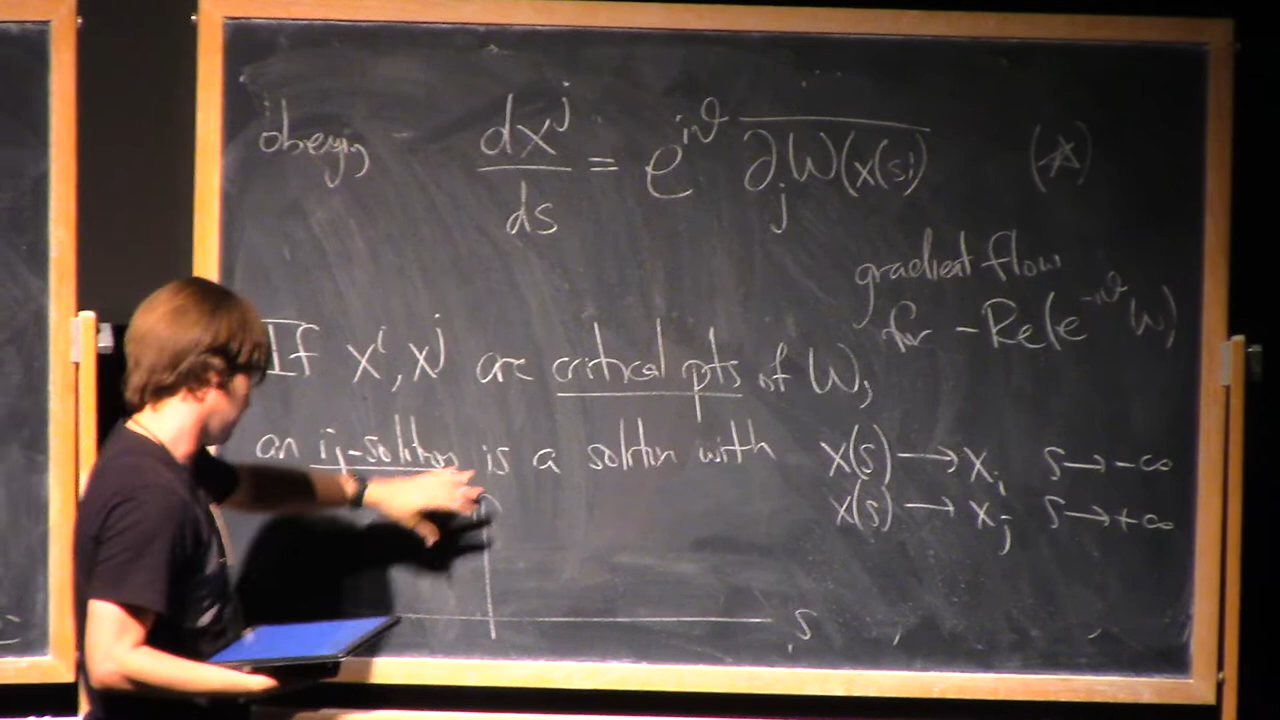 obeying dx^j/ds = e^{iϑ} \overline{∂_j W(x(s))} (☆)
gradient flow
for -Re(e^{-iϑ} W)
If x^i, x^j are critical pts of W,
an ij-soliton is a soltion with x(s) → x_i s → -∞
x(s) → x_j s → +∞
s